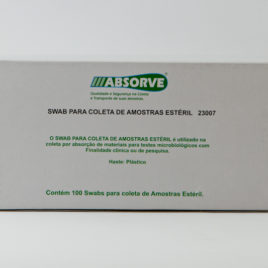 ABSORVE®
Qualidade e Segurança na Coleta
e Transporte de suas amostras
SWAB PARA COLETA DE AMOSTRAS ESTÉRIL 23007
O SWAB PARA COLETA DE AMOSTRAS ESTÉRIL é utilizado na
coleta por absorção de materiais para testes microbiológicos com
Finalidade clínica ou de pesquisa.
Haste: Plástico
Contém 100 Swabs para coleta de Amostras Estéril.